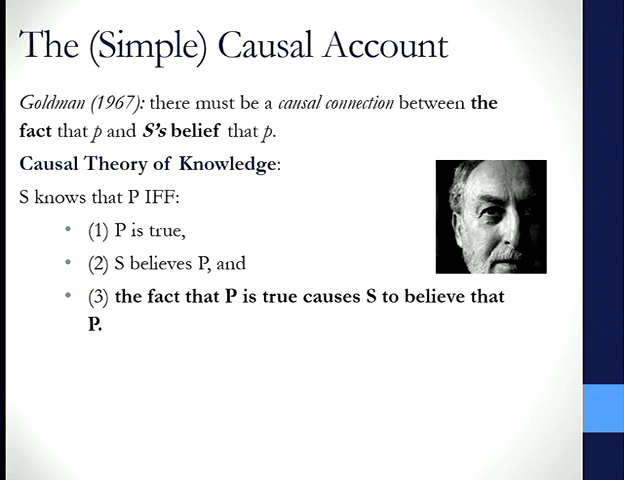 The (Simple) Causal Account
Goldman (1967): there must be a causal connection between the
fact that p and S's belief that p.
Causal Theory of Knowledge:
S knows that P IFF:
• (1) P is true,
• (2) S believes P, and
• (3) the fact that P is true causes S to believe that
P.